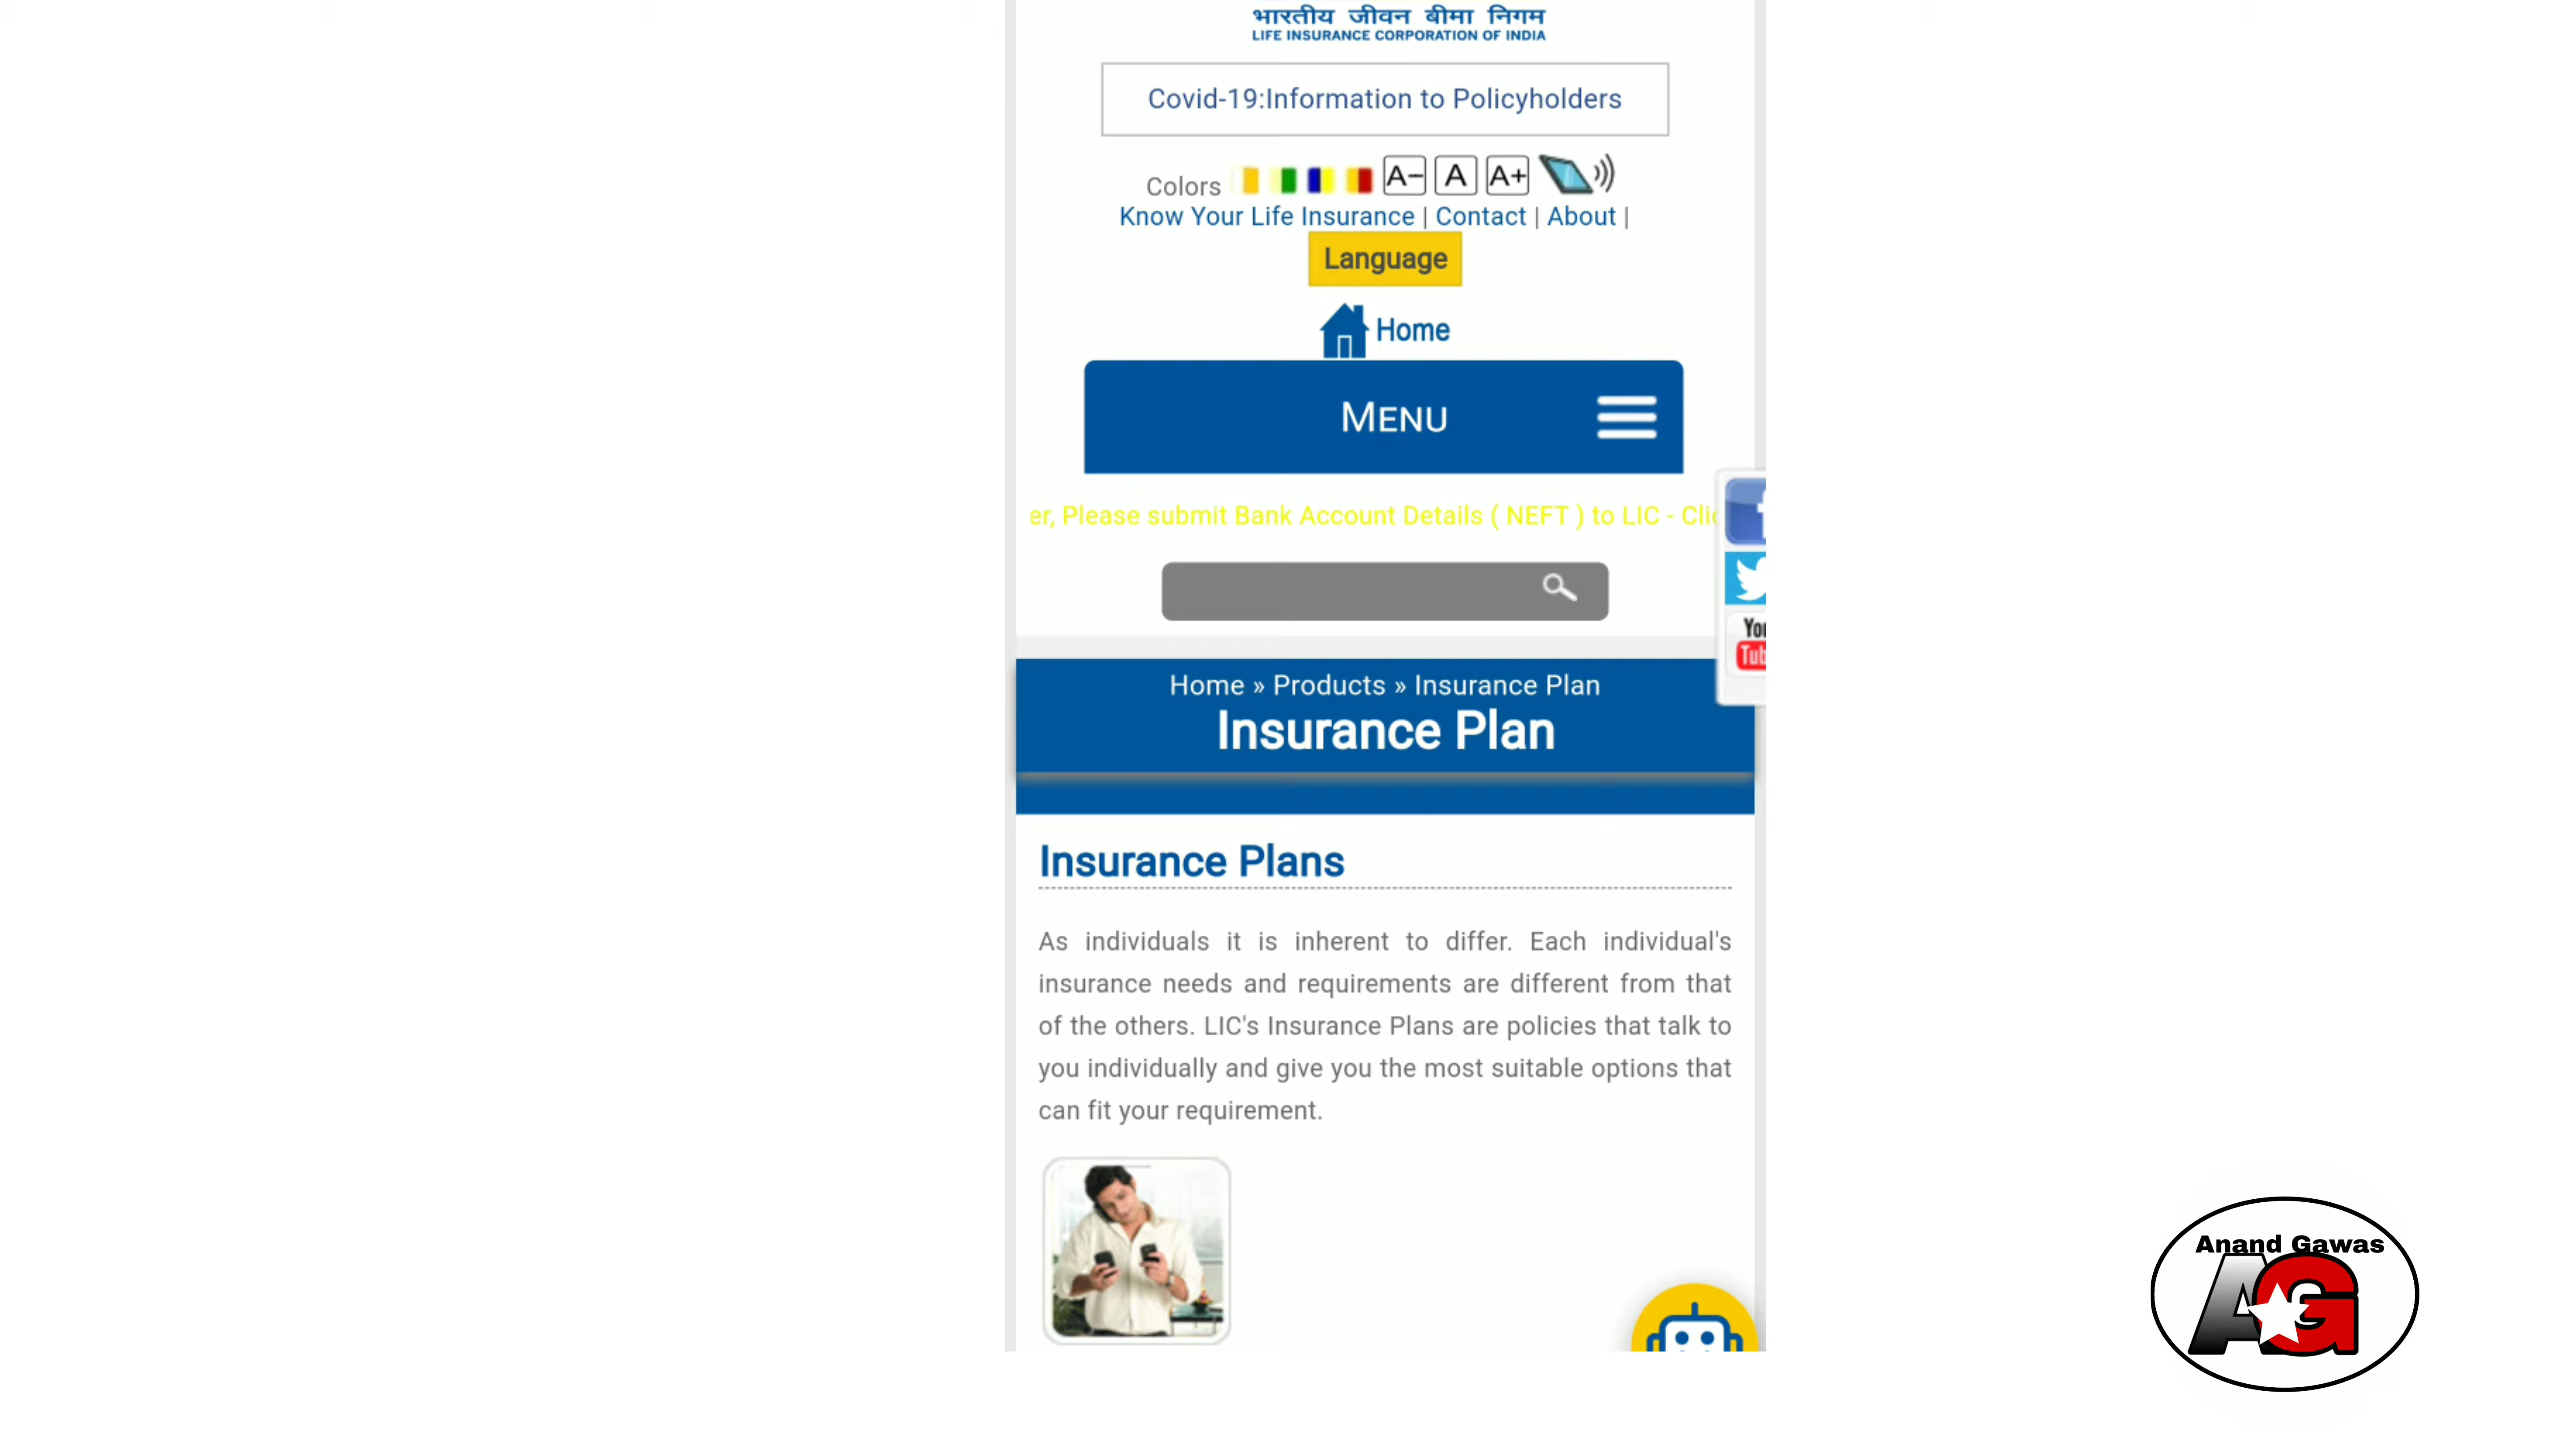 भारतीय जीवन बीमा निगम
LIFE INSURANCE CORPORATION OF INDIA
Covid-19:Information to Policyholders
Colors A− A A+
Know Your Life Insurance | Contact | About |
Language
Home
MENU
er, Please submit Bank Account Details ( NEFT ) to LIC - Clic
You
Tub
Home » Products » Insurance Plan
Insurance Plan
Insurance Plans
As individuals it is inherent to differ. Each individual's
insurance needs and requirements are different from that
of the others. LIC's Insurance Plans are policies that talk to
you individually and give you the most suitable options that
can fit your requirement.
Anand Gawas
AG